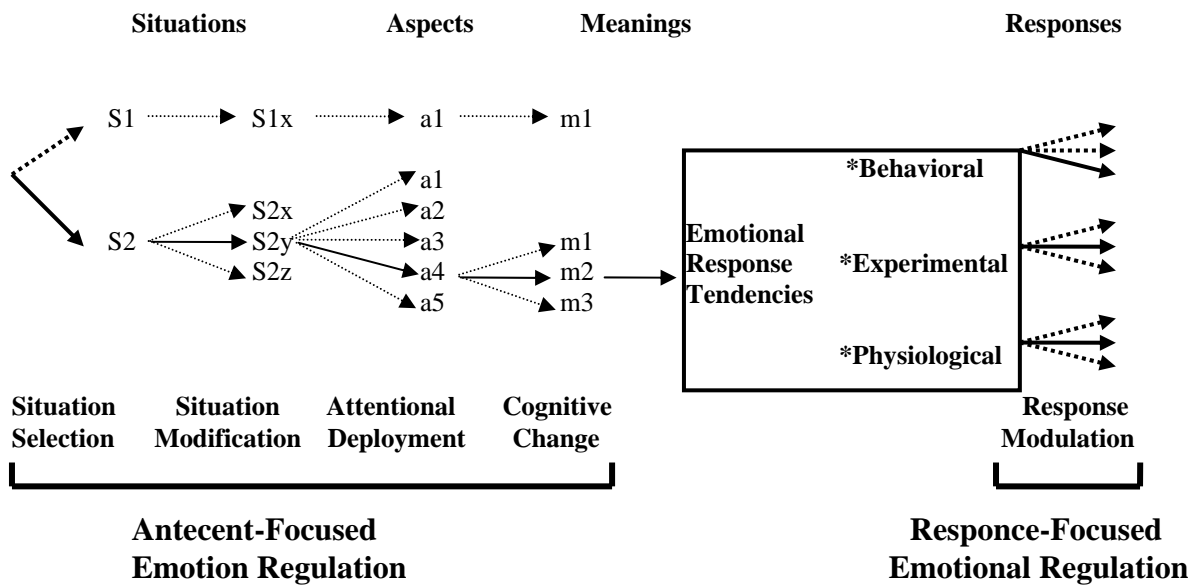 Situations Aspects Meanings Responses
S1 S1x a1 m1
a1
*Behavioral
S2x a2
S2 S2y a3 m1
Emotional
S2z a4 m2
Response *Experimental
a5 m3
Tendencies
*Physiological
Situation Situation Attentional Cognitive Response
Selection Modification Deployment Change Modulation
Antecent-Focused Responce-Focused
Emotion Regulation Emotional Regulation